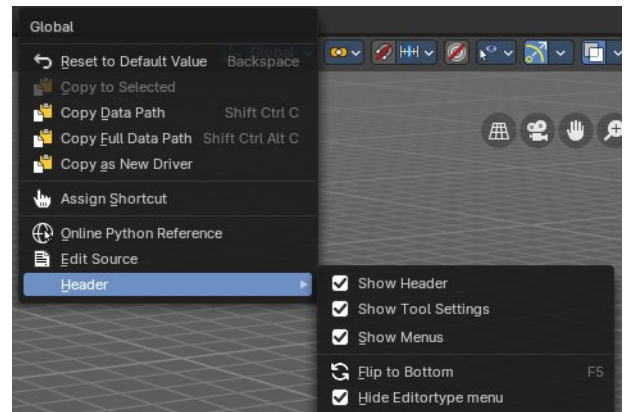 Global
Reset to Default Value Backspace
Copy to Selected
Copy Data Path Shift Ctrl C
Copy Full Data Path Shift Ctrl Alt C
Copy as New Driver
Assign Shortcut
Online Python Reference
Edit Source
Header
Show Header
Show Tool Settings
Show Menus
Flip to Bottom F5
Hide Editortype menu